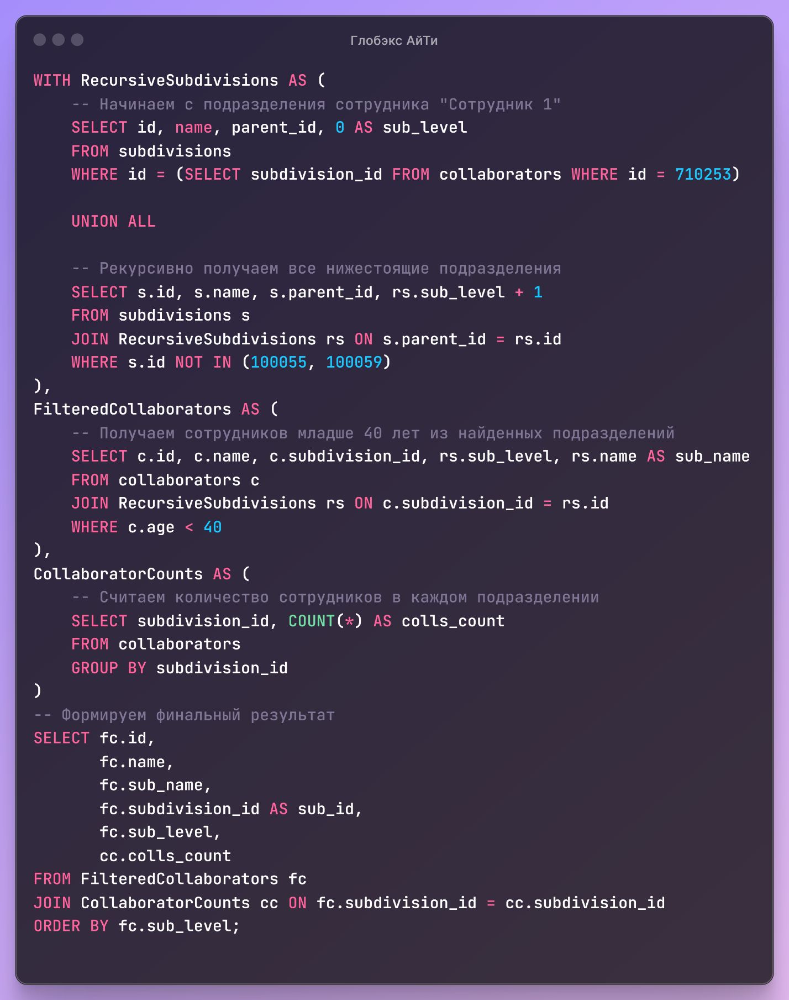 Глобэкс АйТи
WITH RecursiveSubdivisions AS (
    -- Начинаем с подразделения сотрудника "Сотрудник 1"
    SELECT id, name, parent_id, 0 AS sub_level
    FROM subdivisions
    WHERE id = (SELECT subdivision_id FROM collaborators WHERE id = 710253)
    UNION ALL
    -- Рекурсивно получаем все нижестоящие подразделения
    SELECT s.id, s.name, s.parent_id, rs.sub_level + 1
    FROM subdivisions s
    JOIN RecursiveSubdivisions rs ON s.parent_id = rs.id
    WHERE s.id NOT IN (100055, 100059)
),
FilteredCollaborators AS (
    -- Получаем сотрудников младше 40 лет из найденных подразделений
    SELECT c.id, c.name, c.subdivision_id, rs.sub_level, rs.name AS sub_name
    FROM collaborators c
    JOIN RecursiveSubdivisions rs ON c.subdivision_id = rs.id
    WHERE c.age < 40
),
CollaboratorCounts AS (
    -- Считаем количество сотрудников в каждом подразделении
    SELECT subdivision_id, COUNT(*) AS colls_count
    FROM collaborators
    GROUP BY subdivision_id
)
-- Формируем финальный результат
SELECT fc.id,
       fc.name,
       fc.sub_name,
       fc.subdivision_id AS sub_id,
       fc.sub_level,
       cc.colls_count
FROM FilteredCollaborators fc
JOIN CollaboratorCounts cc ON fc.subdivision_id = cc.subdivision_id
ORDER BY fc.sub_level;